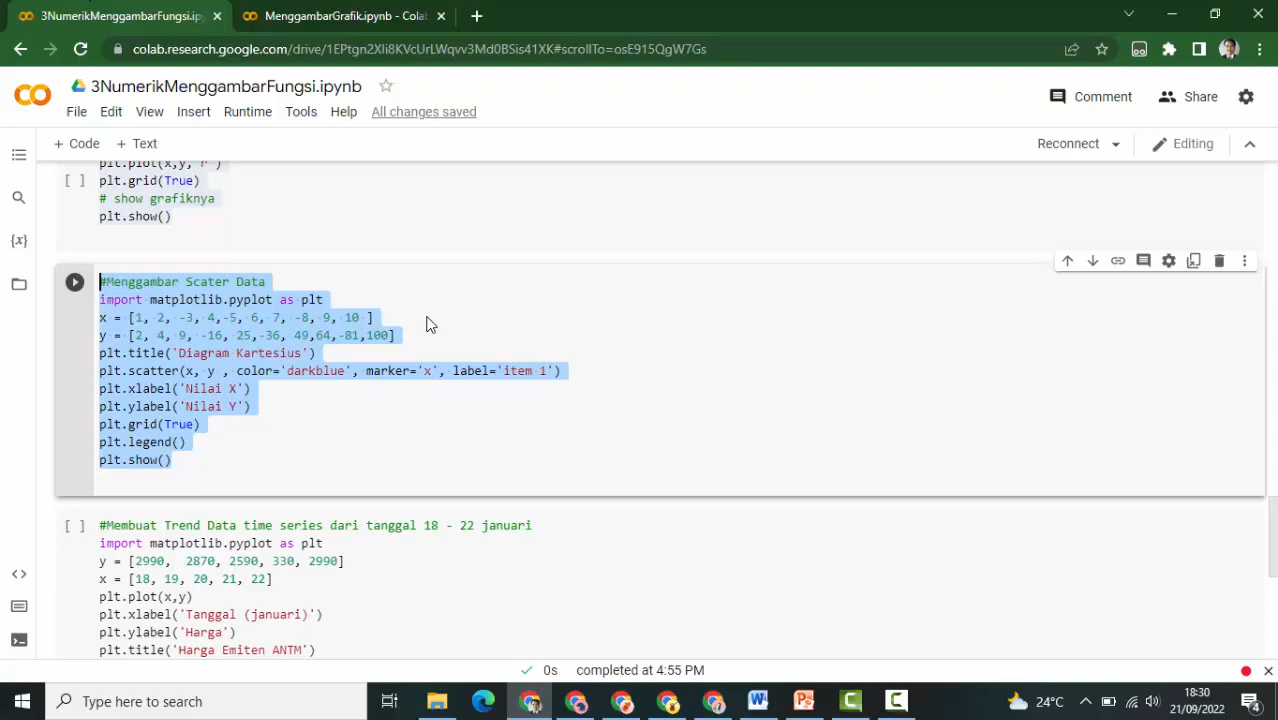 3NumerikMenggambarFungsi.ip
MenggambarGrafik.ipynb - Colab
colab.research.google.com/drive/1EPtgn2Xli8KVcUrLWqvv3Md0BSis41XK#scrollTo=osE915QgW7Gs
3NumerikMenggambarFungsi.ipynb
Comment
Share
File Edit View Insert Runtime Tools Help All changes saved
+ Code + Text
Reconnect
Editing
plt.plot(x,y, 'r')
[ ] plt.grid(True)
# show grafiknya
plt.show()
#Menggambar Scater Data
import matplotlib.pyplot as plt
x = [1, 2, -3, 4,-5, 6, 7, -8, 9, 10 ]
y = [2, 4, 9, -16, 25,-36, 49,64,-81,100]
plt.title('Diagram Kartesius')
plt.scatter(x, y , color='darkblue', marker='x', label='item 1')
plt.xlabel('Nilai X')
plt.ylabel('Nilai Y')
plt.grid(True)
plt.legend()
plt.show()
[ ] #Membuat Trend Data time series dari tanggal 18 - 22 januari
import matplotlib.pyplot as plt
y = [2990, 2870, 2590, 330, 2990]
x = [18, 19, 20, 21, 22]
plt.plot(x,y)
plt.xlabel('Tanggal (januari)')
plt.ylabel('Harga')
plt.title('Harga Emiten ANTM')
0s completed at 4:55 PM
Type here to search
24°C
18:30
21/09/2022
4